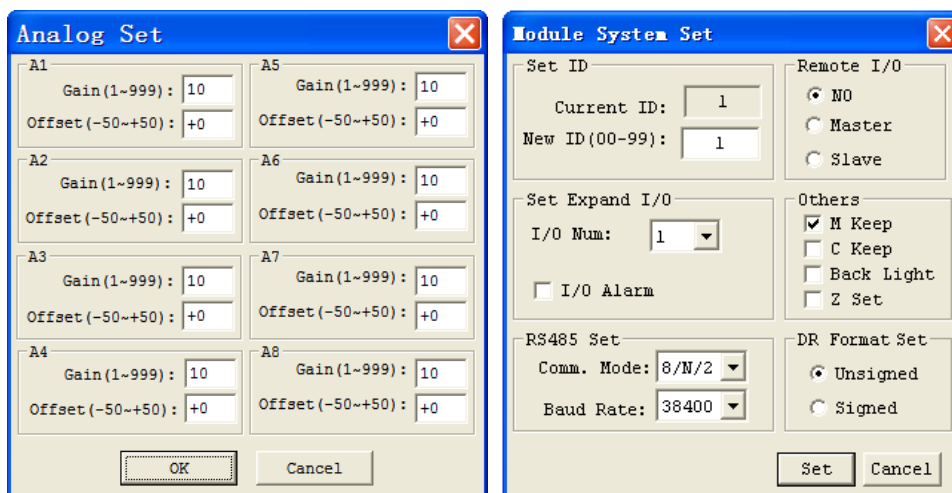 Analog Set
A1
Gain(1~999): 10
Offset(-50~+50): +0
A2
Gain(1~999): 10
Offset(-50~+50): +0
A3
Gain(1~999): 10
Offset(-50~+50): +0
A4
Gain(1~999): 10
Offset(-50~+50): +0
A5
Gain(1~999): 10
Offset(-50~+50): +0
A6
Gain(1~999): 10
Offset(-50~+50): +0
A7
Gain(1~999): 10
Offset(-50~+50): +0
A8
Gain(1~999): 10
Offset(-50~+50): +0
OK Cancel
Module System Set
Set ID
Current ID: 1
New ID(00-99): 1
Remote I/O
NO
Master
Slave
Set Expand I/O
I/O Num: 1
I/O Alarm
Others
M Keep
C Keep
Back Light
Z Set
RS485 Set
Comm. Mode: 8/N/2
Baud Rate: 38400
DR Format Set
Unsigned
Signed
Set Cancel